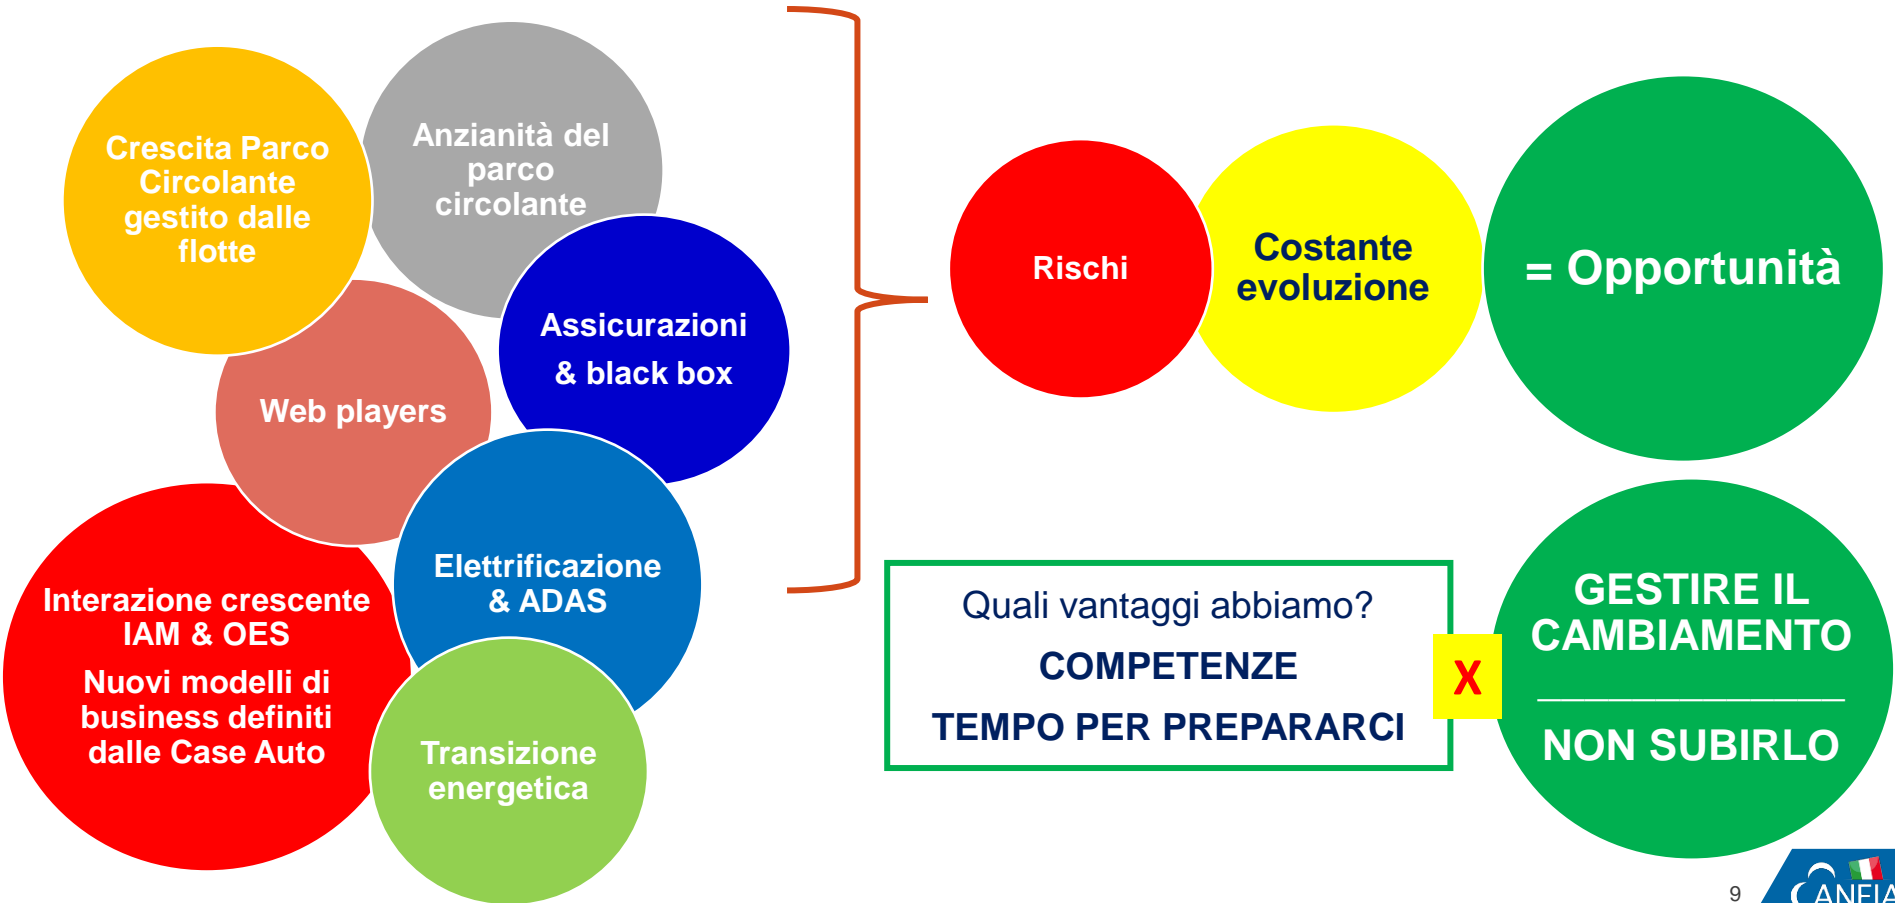 Crescita Parco
Circolante
gestito dalle
flotte
Anzianità del
parco
circolante
Assicurazioni
& black box
Web players
Elettrificazione
& ADAS
Interazione crescente
IAM & OES
Nuovi modelli di
business definiti
dalle Case Auto
Transizione
energetica
Rischi
Costante
evoluzione
= Opportunità
Quali vantaggi abbiamo?
COMPETENZE
TEMPO PER PREPARARCI
X
GESTIRE IL
CAMBIAMENTO
NON SUBIRLO
9
ANFIA